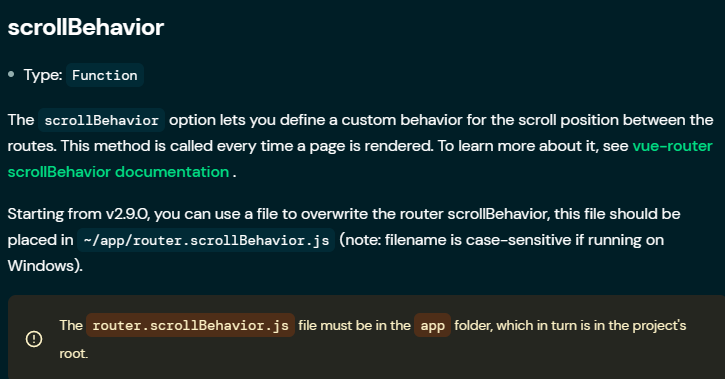 scrollBehavior
Type: Function
The scrollBehavior option lets you define a custom behavior for the scroll position between the
routes. This method is called every time a page is rendered. To learn more about it, see vue-router
scrollBehavior documentation .
Starting from v2.9.0, you can use a file to overwrite the router scrollBehavior, this file should be
placed in ~/app/router.scrollBehavior.js (note: filename is case-sensitive if running on
Windows).
The router.scrollBehavior.js file must be in the app folder, which in turn is in the project's
root.